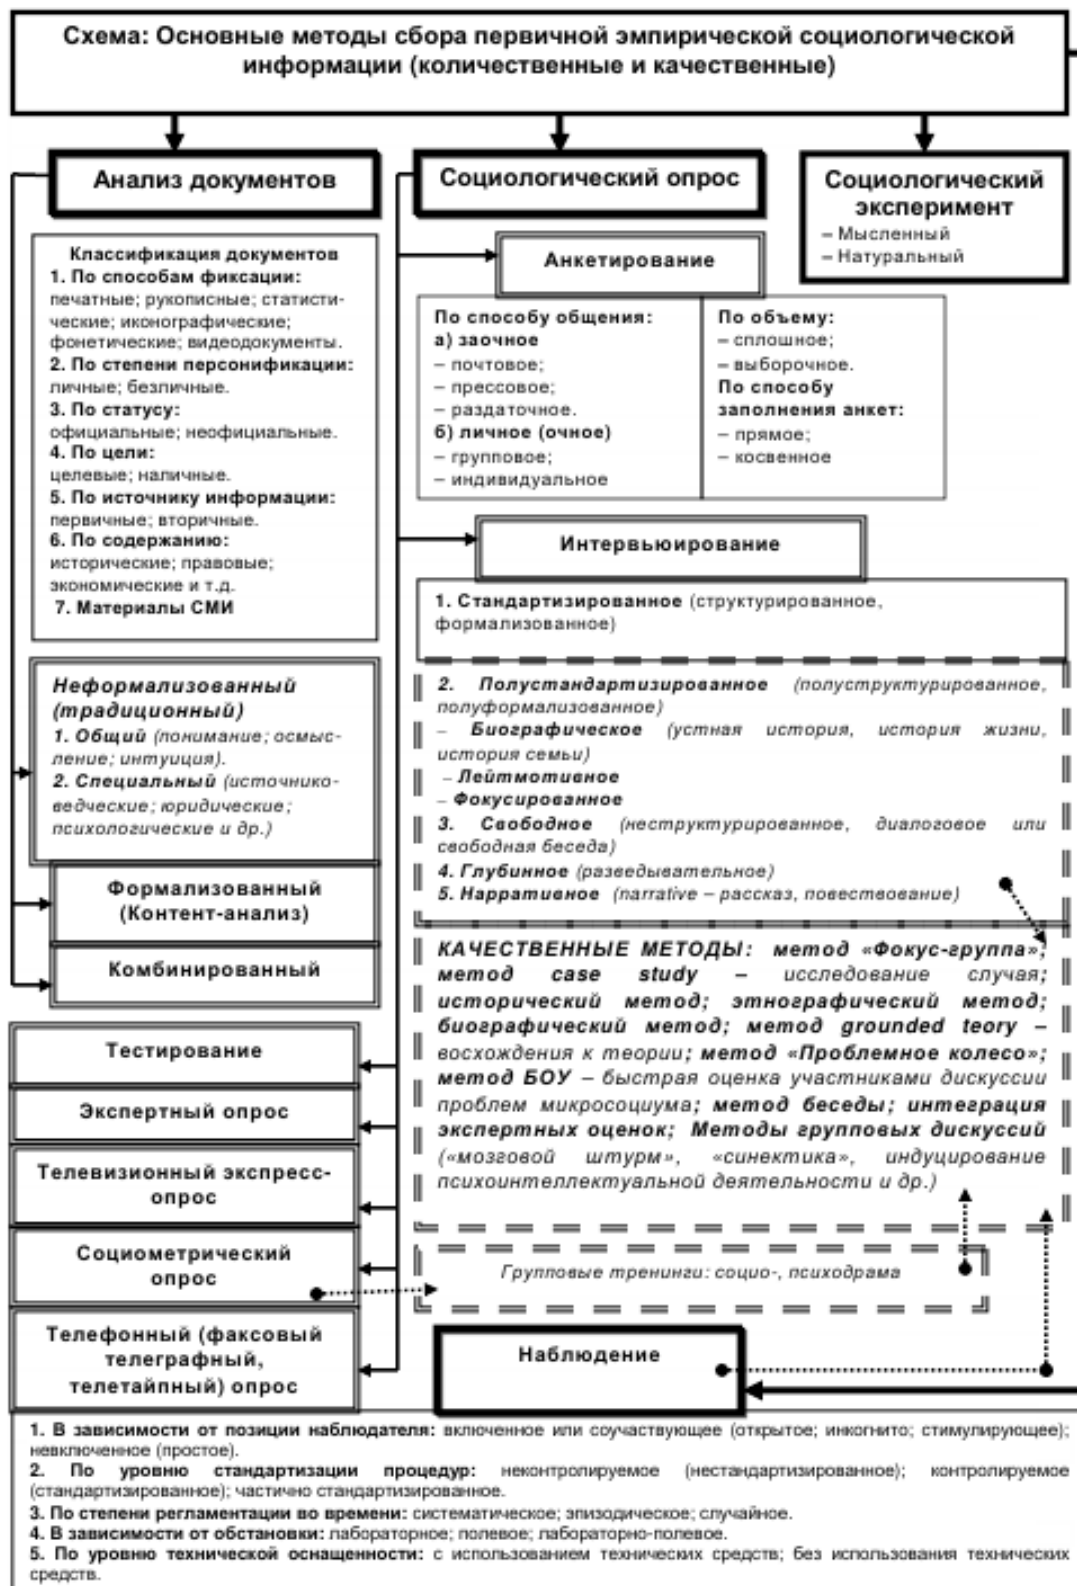 Схема: Основные методы сбора первичной эмпирической социологической
информации (количественные и качественные)
Анализ документов
Социологический опрос
Социологический
эксперимент
– Мысленный
– Натуральный
Классификация документов
1. По способам фиксации:
печатные; рукописные; статисти-
ческие; иконографические;
фонетические; видеодокументы.
2. По степени персонификации:
личные; безличные.
3. По статусу:
официальные; неофициальные.
4. По цели:
целевые; наличные.
5. По источнику информации:
первичные; вторичные.
6. По содержанию:
исторические; правовые;
экономические и т.д.
7. Материалы СМИ
Неформализованный
(традиционный)
1. Общий (понимание; осмыс-
ление; интуиция).
2. Специальный (источнико-
ведческие; юридические;
психологические и др.)
Формализованный
(Контент-анализ)
Комбинированный
Анкетирование
По способу общения:
а) заочное
– почтовое;
– прессовое;
– раздаточное.
б) личное (очное)
– групповое;
– индивидуальное
По объему:
– сплошное;
– выборочное.
По способу
заполнения анкет:
– прямое;
– косвенное
Интервьюирование
1. Стандартизированное (структурированное,
формализованное)
2. Полустандартизированное (полуструктурированное,
полуформализованное)
– Биографическое (устная история, история жизни,
история семьи)
– Лейтмотивное
– Фокусированное
3. Свободное (неструктурированное, диалоговое или
свободная беседа)
4. Глубинное (разведывательное)
5. Нарративное (narrative – рассказ, повествование)
КАЧЕСТВЕННЫЕ МЕТОДЫ: метод «Фокус-группа»;
метод case study – исследование случая;
исторический метод; этнографический метод;
биографический метод; метод grounded teory –
восхождения к теории; метод «Проблемное колесо»;
метод БОУ – быстрая оценка участниками дискуссии
проблем микросоциума; метод беседы; интеграция
экспертных оценок; Методы групповых дискуссий
(«мозговой штурм», «синектика», индуцирование
психоинтеллектуальной деятельности и др.)
Групповые тренинги: социо-, психодрама
Тестирование
Экспертный опрос
Телевизионный экспресс-
опрос
Социометрический
опрос
Телефонный (факсовый
телеграфный,
телетайпный) опрос
Наблюдение
1. В зависимости от позиции наблюдателя: включенное или соучаствующее (открытое; инкогнито; стимулирующее);
невключенное (простое).
2. По уровню стандартизации процедур: неконтролируемое (нестандартизированное); контролируемое
(стандартизированное); частично стандартизированное.
3. По степени регламентации во времени: систематическое; эпизодическое; случайное.
4. В зависимости от обстановки: лабораторное; полевое; лабораторно-полевое.
5. По уровню технической оснащенности: с использованием технических средств; без использования технических
средств.